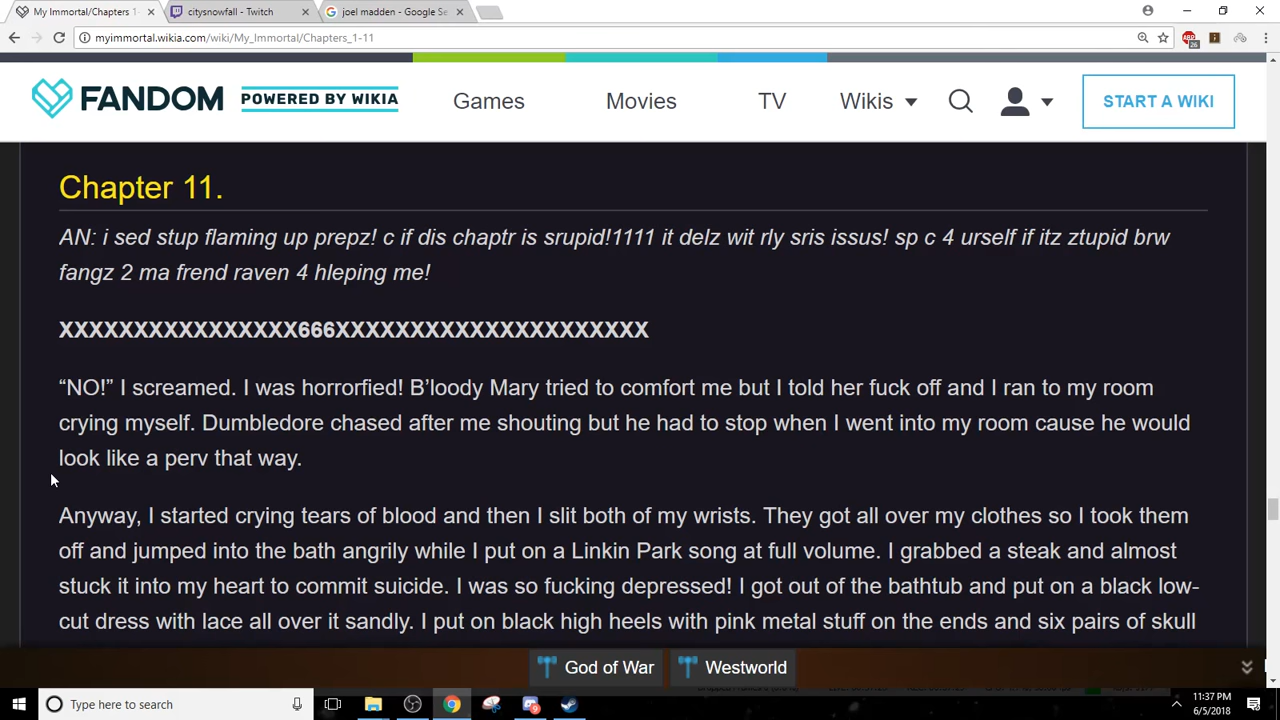 My Immortal/Chapters 1-
citysnowfall - Twitch
joel madden - Google Se
myimmortal.wikia.com/wiki/My_Immortal/Chapters_1-11
ABP
26
FANDOM POWERED BY WIKIA Games Movies TV Wikis START A WIKI
Chapter 11.
AN: i sed stup flaming up prepz! c if dis chaptr is srupid!1111 it delz wit rly sris issus! sp c 4 urself if itz ztupid brw
fangz 2 ma frend raven 4 hleping me!
XXXXXXXXXXXXXXXX666XXXXXXXXXXXXXXXXXXXXX
“NO!” I screamed. I was horrorfied! B’loody Mary tried to comfort me but I told her fuck off and I ran to my room
crying myself. Dumbledore chased after me shouting but he had to stop when I went into my room cause he would
look like a perv that way.
Anyway, I started crying tears of blood and then I slit both of my wrists. They got all over my clothes so I took them
off and jumped into the bath angrily while I put on a Linkin Park song at full volume. I grabbed a steak and almost
stuck it into my heart to commit suicide. I was so fucking depressed! I got out of the bathtub and put on a black low-
cut dress with lace all over it sandly. I put on black high heels with pink metal stuff on the ends and six pairs of skull
God of War Westworld
Type here to search
11:37 PM
6/5/2018